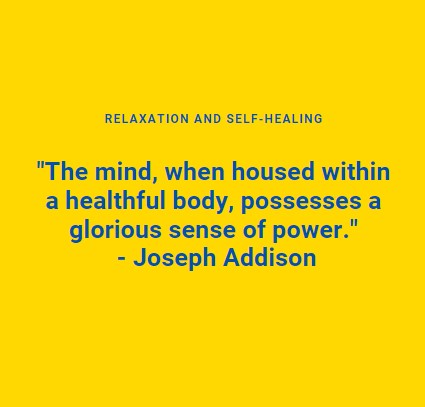 RELAXATION AND SELF-HEALING
"The mind, when housed within
a healthful body, possesses a
glorious sense of power."
- Joseph Addison